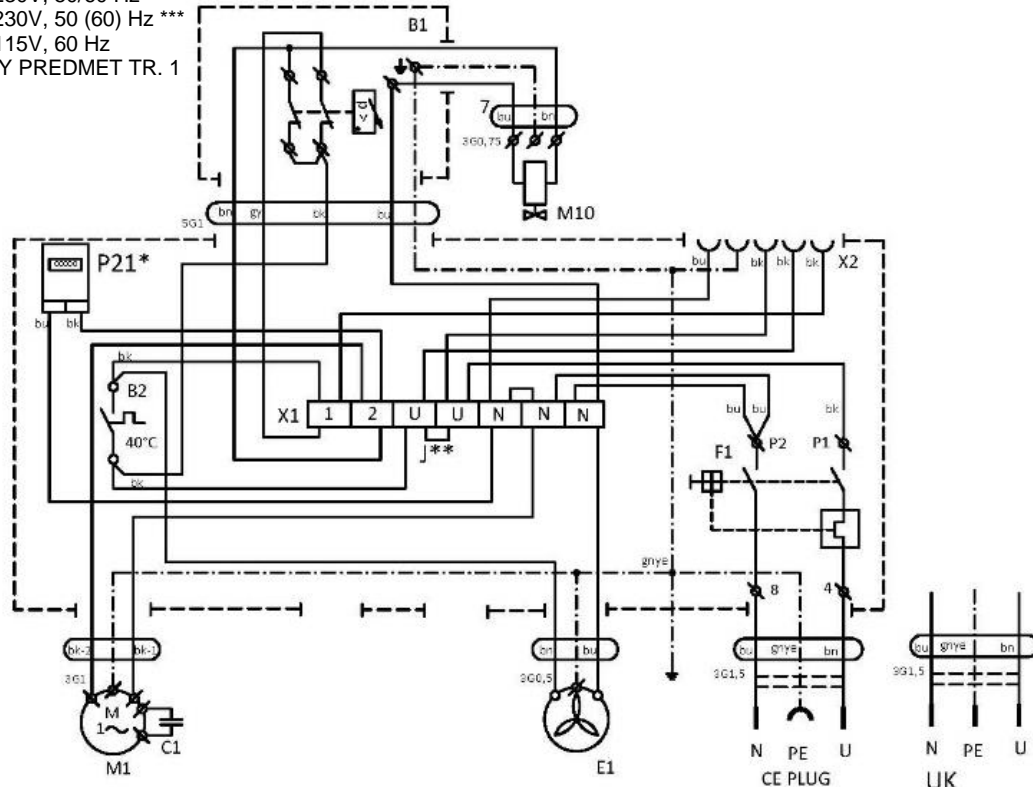 230V, 50 (60) Hz ***
115V, 60 Hz
Y PREDMET TR. 1
B1
7
bu bn
3G0,75
M10
bn gy bk bu
5G1
P21*
bu bk
bu bk bk bk
X2
bk
B2
40°C
bk
X1 1 2 U U N N N
J**
bu bu bk
P2 P1
F1
gnye
8 4
bk-2 bk-1
3G1
M
1~
C1
M1
bn bu
3G0,5
E1
bu gnye bn
3G1,5
N PE U
CE PLUG
bu gnye bn
3G1,5
N PE U
UK